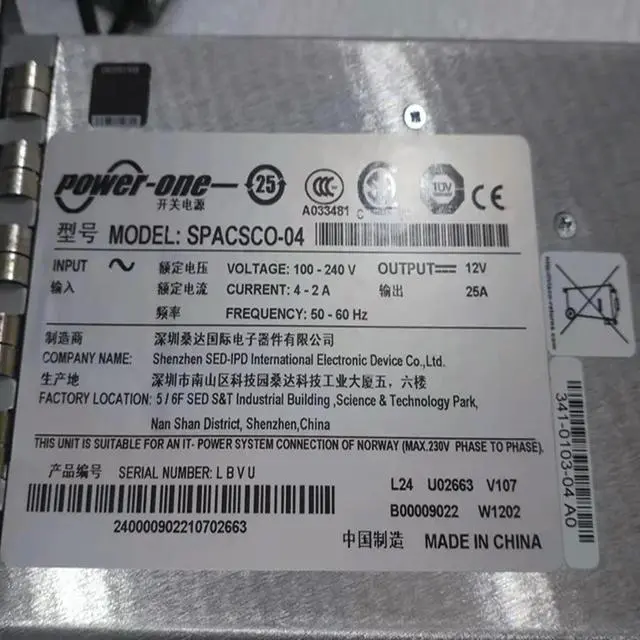 power-one
开关电源
25
CCC
A033481
10V
CE
型号 MODEL: SPACSCO-04
INPUT 额定电压 VOLTAGE: 100 - 240 V OUTPUT 12V
输入 额定电流 CURRENT: 4 - 2 A 输出 25A
频率 FREQUENCY: 50 - 60 Hz
制造商 深圳桑达国际电子器件有限公司
COMPANY NAME: Shenzhen SED-IPD International Electronic Device Co.,Ltd.
生产地 深圳市南山区科技园桑达科技工业大厦五，六楼
FACTORY LOCATION: 5 / 6F SED S&T Industrial Building ,Science & Technology Park,
Nan Shan District, Shenzhen,China
THIS UNIT IS SUITABLE FOR AN IT- POWER SYSTEM CONNECTION OF NORWAY (MAX.230V PHASE TO PHASE).
产品编号 SERIAL NUMBER: L B V U
L24 U02663 V107
B00009022 W1202
240000902210702663
中国制造 MADE IN CHINA
341-0103-04 A0